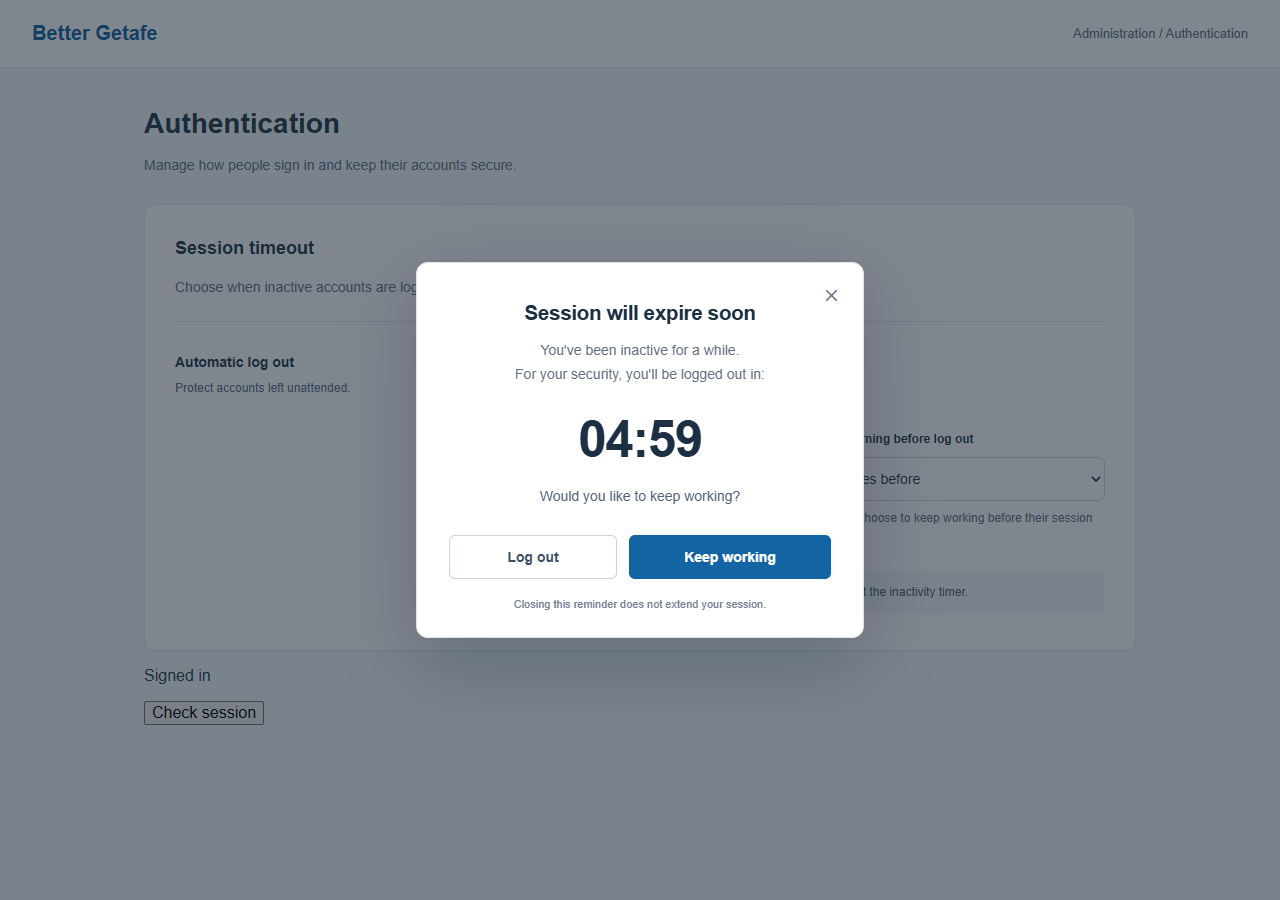 Better Getafe
Administration / Authentication
Authentication
Manage how people sign in and keep their accounts secure.
Session timeout
Choose when inactive accounts are
Automatic log out
Protect accounts left unattended.
before log out
before
choose to keep working before their session
the inactivity timer.
Session will expire soon
You've been inactive for a while.
For your security, you'll be logged out in:
04:59
Would you like to keep working?
Log out
Keep working
Closing this reminder does not extend your session.
Signed in
Check session